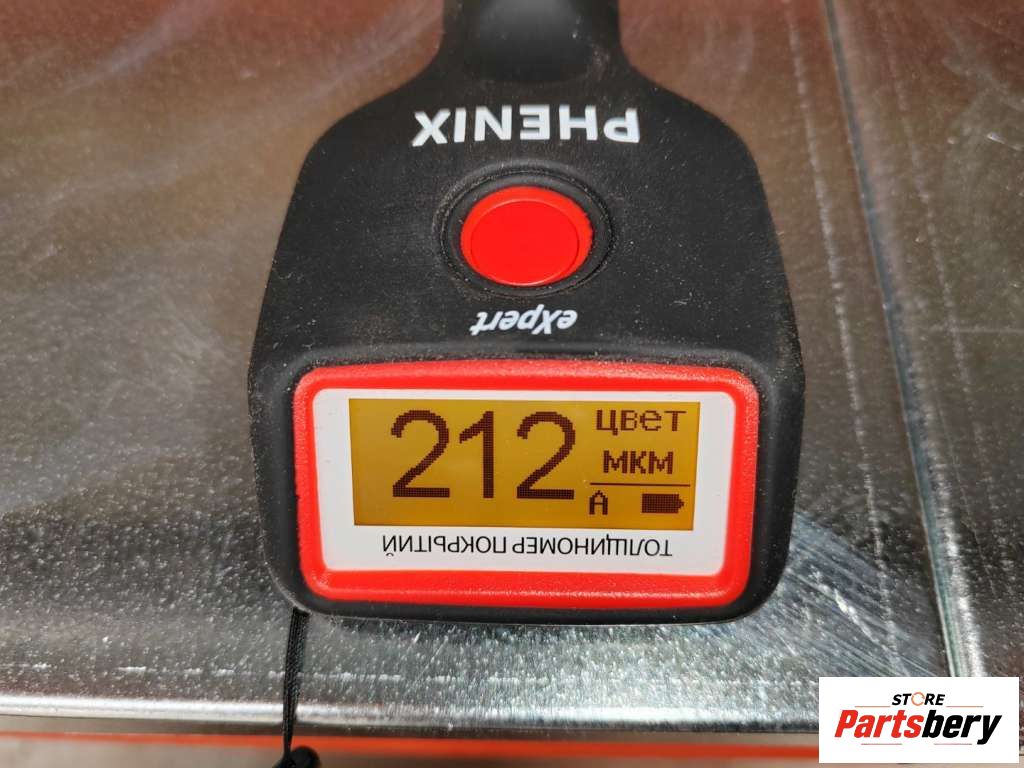 PHENIX
eXpert
212
цвет
мкм
A
ТОЛЩИНОМЕР ПОКРЫТИЙ
STORE
Partsbery